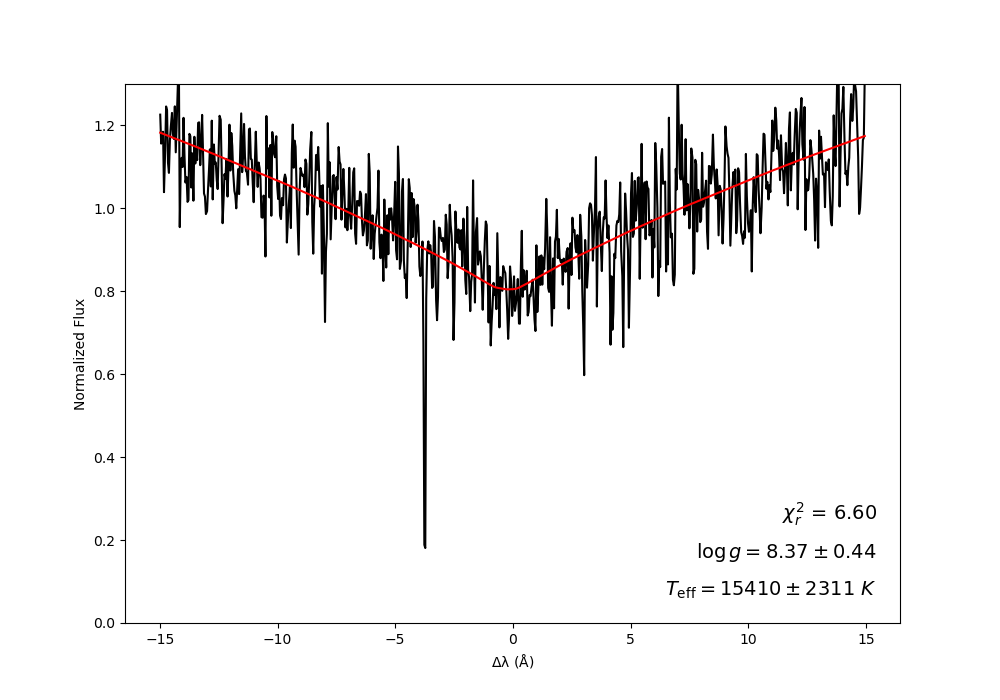 1.2
1.0
0.8
0.6
0.4
0.2
0.0
Normalized Flux
χ²ᵣ = 6.60
log g = 8.37 ± 0.44
T_eff = 15410 ± 2311 K
−15 −10 −5 0 5 10 15
Δλ (Å)